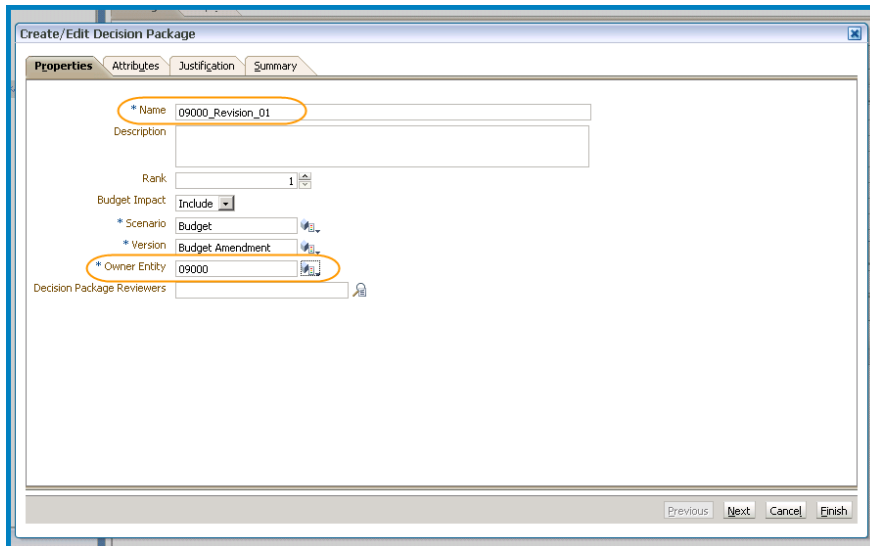 Create/Edit Decision Package
Properties Attributes Justification Summary
* Name 09000_Revision_01
Description
Rank 1
Budget Impact Include
* Scenario Budget
* Version Budget Amendment
* Owner Entity 09000
Decision Package Reviewers
Previous Next Cancel Finish